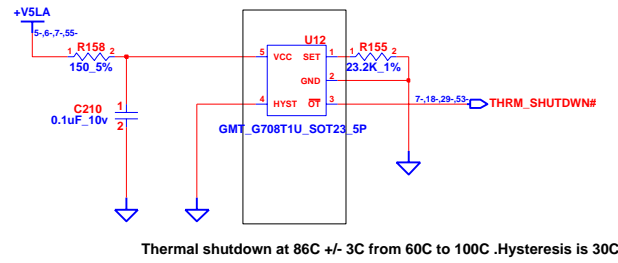 +V5LA
5-,6-,7-,55-
1 R158 2
150_5%
C210
0.1uF_10v
1
2
U12
5 VCC SET 1
GND 2
4 HYST OT 3
GMT_G708T1U_SOT23_5P
1 R155 2
23.2K_1%
7-,18-,29-,53-
THRM_SHUTDWN#
Thermal shutdown at 86C +/- 3C from 60C to 100C .Hysteresis is 30C